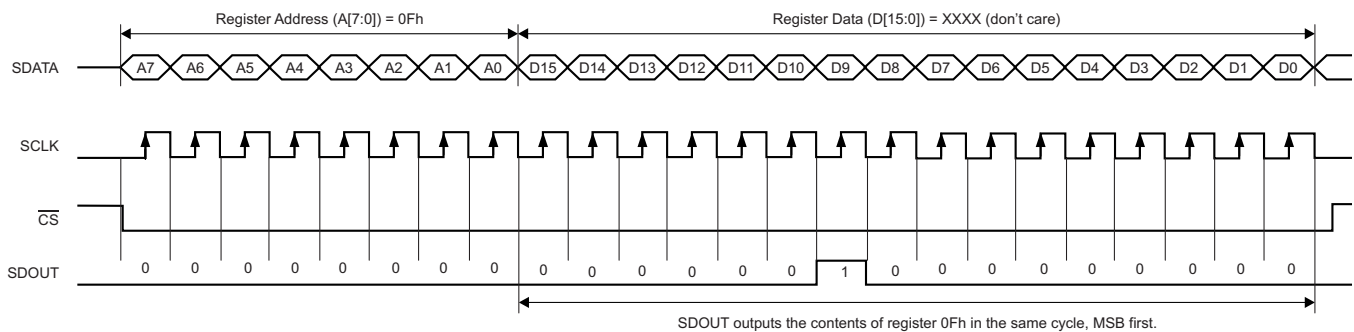 Register Address (A[7:0]) = 0Fh Register Data (D[15:0]) = XXXX (don't care)
SDATA A7 A6 A5 A4 A3 A2 A1 A0 D15 D14 D13 D12 D11 D10 D9 D8 D7 D6 D5 D4 D3 D2 D1 D0
SCLK
CS
SDOUT 0 0 0 0 0 0 0 0 0 0 0 0 0 0 1 0 0 0 0 0 0 0 0 0
SDOUT outputs the contents of register 0Fh in the same cycle, MSB first.